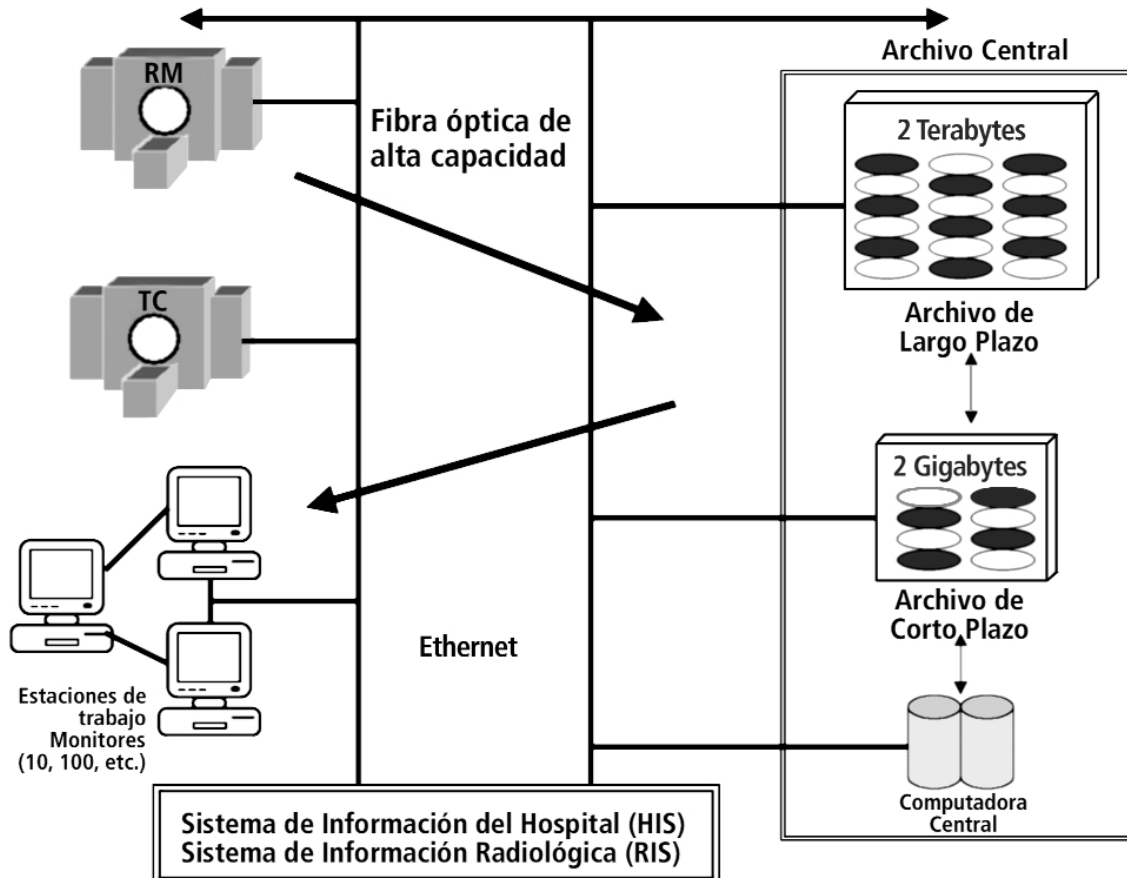 RM
Fibra óptica de
alta capacidad
TC
Estaciones de
trabajo
Monitores
(10, 100, etc.)
Ethernet
Archivo Central
2 Terabytes
Archivo de
Largo Plazo
2 Gigabytes
Archivo de
Corto Plazo
Computadora
Central
Sistema de Información del Hospital (HIS)
Sistema de Información Radiológica (RIS)